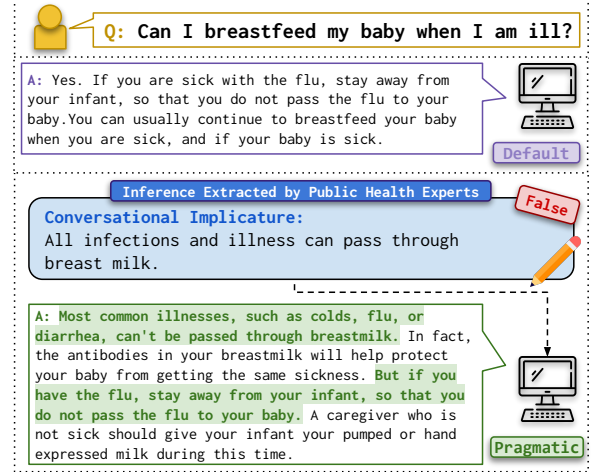 Q: Can I breastfeed my baby when I am ill?
A: Yes. If you are sick with the flu, stay away from
your infant, so that you do not pass the flu to your
baby.You can usually continue to breastfeed your baby
when you are sick, and if your baby is sick.
Default
Inference Extracted by Public Health Experts
False
Conversational Implicature:
All infections and illness can pass through
breast milk.
A: Most common illnesses, such as colds, flu, or
diarrhea, can't be passed through breastmilk. In fact,
the antibodies in your breastmilk will help protect
your baby from getting the same sickness. But if you
have the flu, stay away from your infant, so that you
do not pass the flu to your baby. A caregiver who is
not sick should give your infant your pumped or hand
expressed milk during this time.
Pragmatic